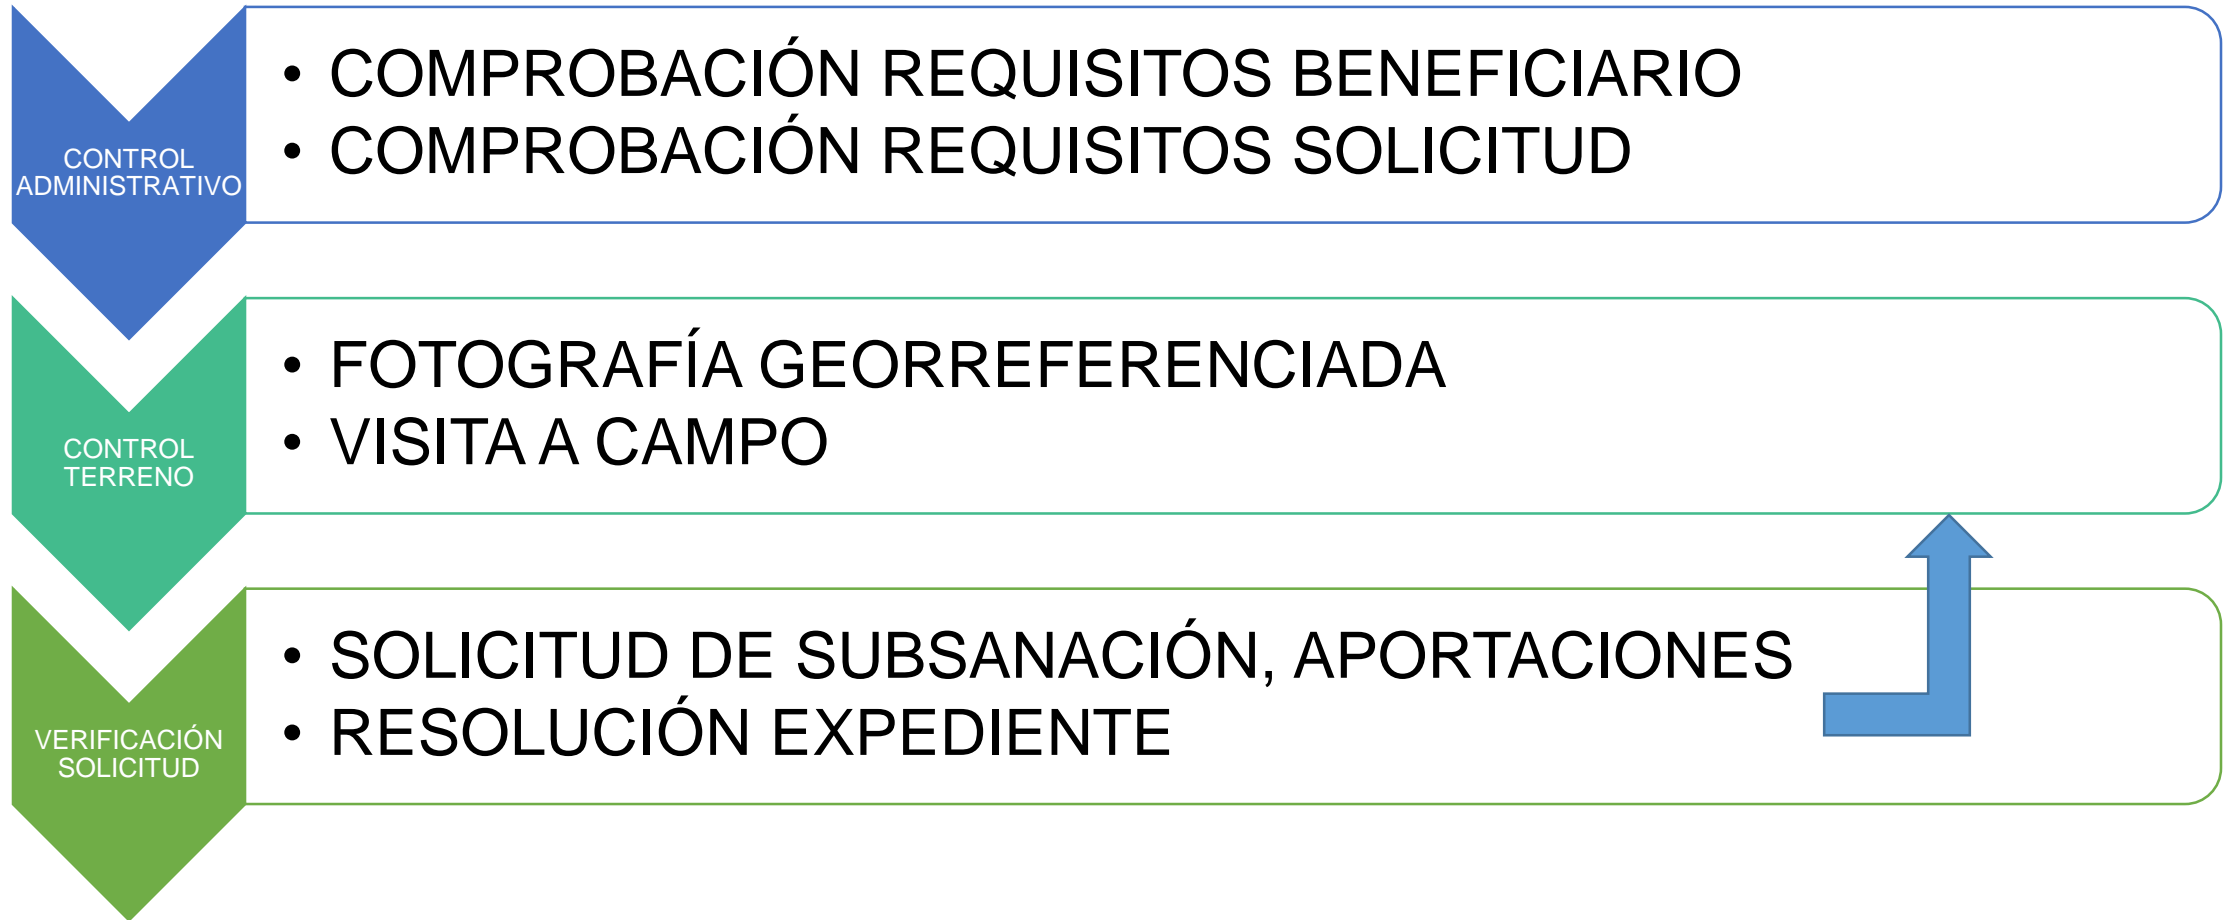 CONTROL
ADMINISTRATIVO
• COMPROBACIÓN REQUISITOS BENEFICIARIO
• COMPROBACIÓN REQUISITOS SOLICITUD
CONTROL
TERRENO
• FOTOGRAFÍA GEORREFERENCIADA
• VISITA A CAMPO
VERIFICACIÓN
SOLICITUD
• SOLICITUD DE SUBSANACIÓN, APORTACIONES
• RESOLUCIÓN EXPEDIENTE